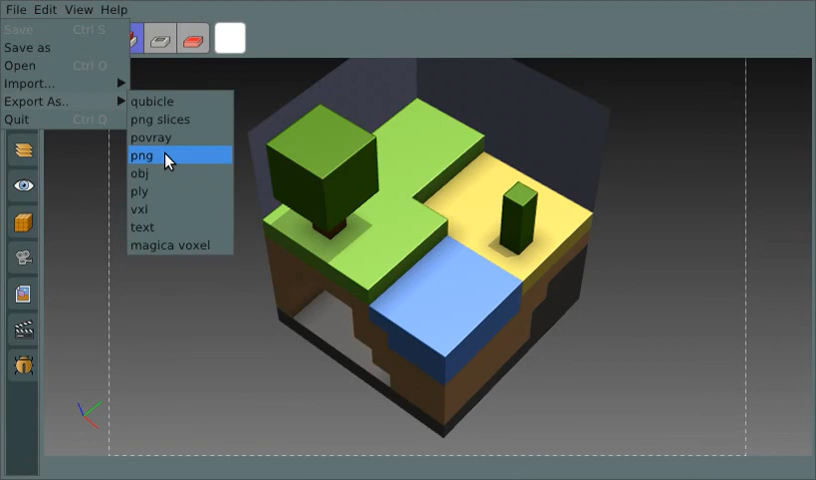 File Edit View Help
Save Ctrl S
Save as
Open Ctrl O
Import...
Export As..
Quit Ctrl Q
qubicle
png slices
povray
png
obj
ply
vxi
text
magica voxel